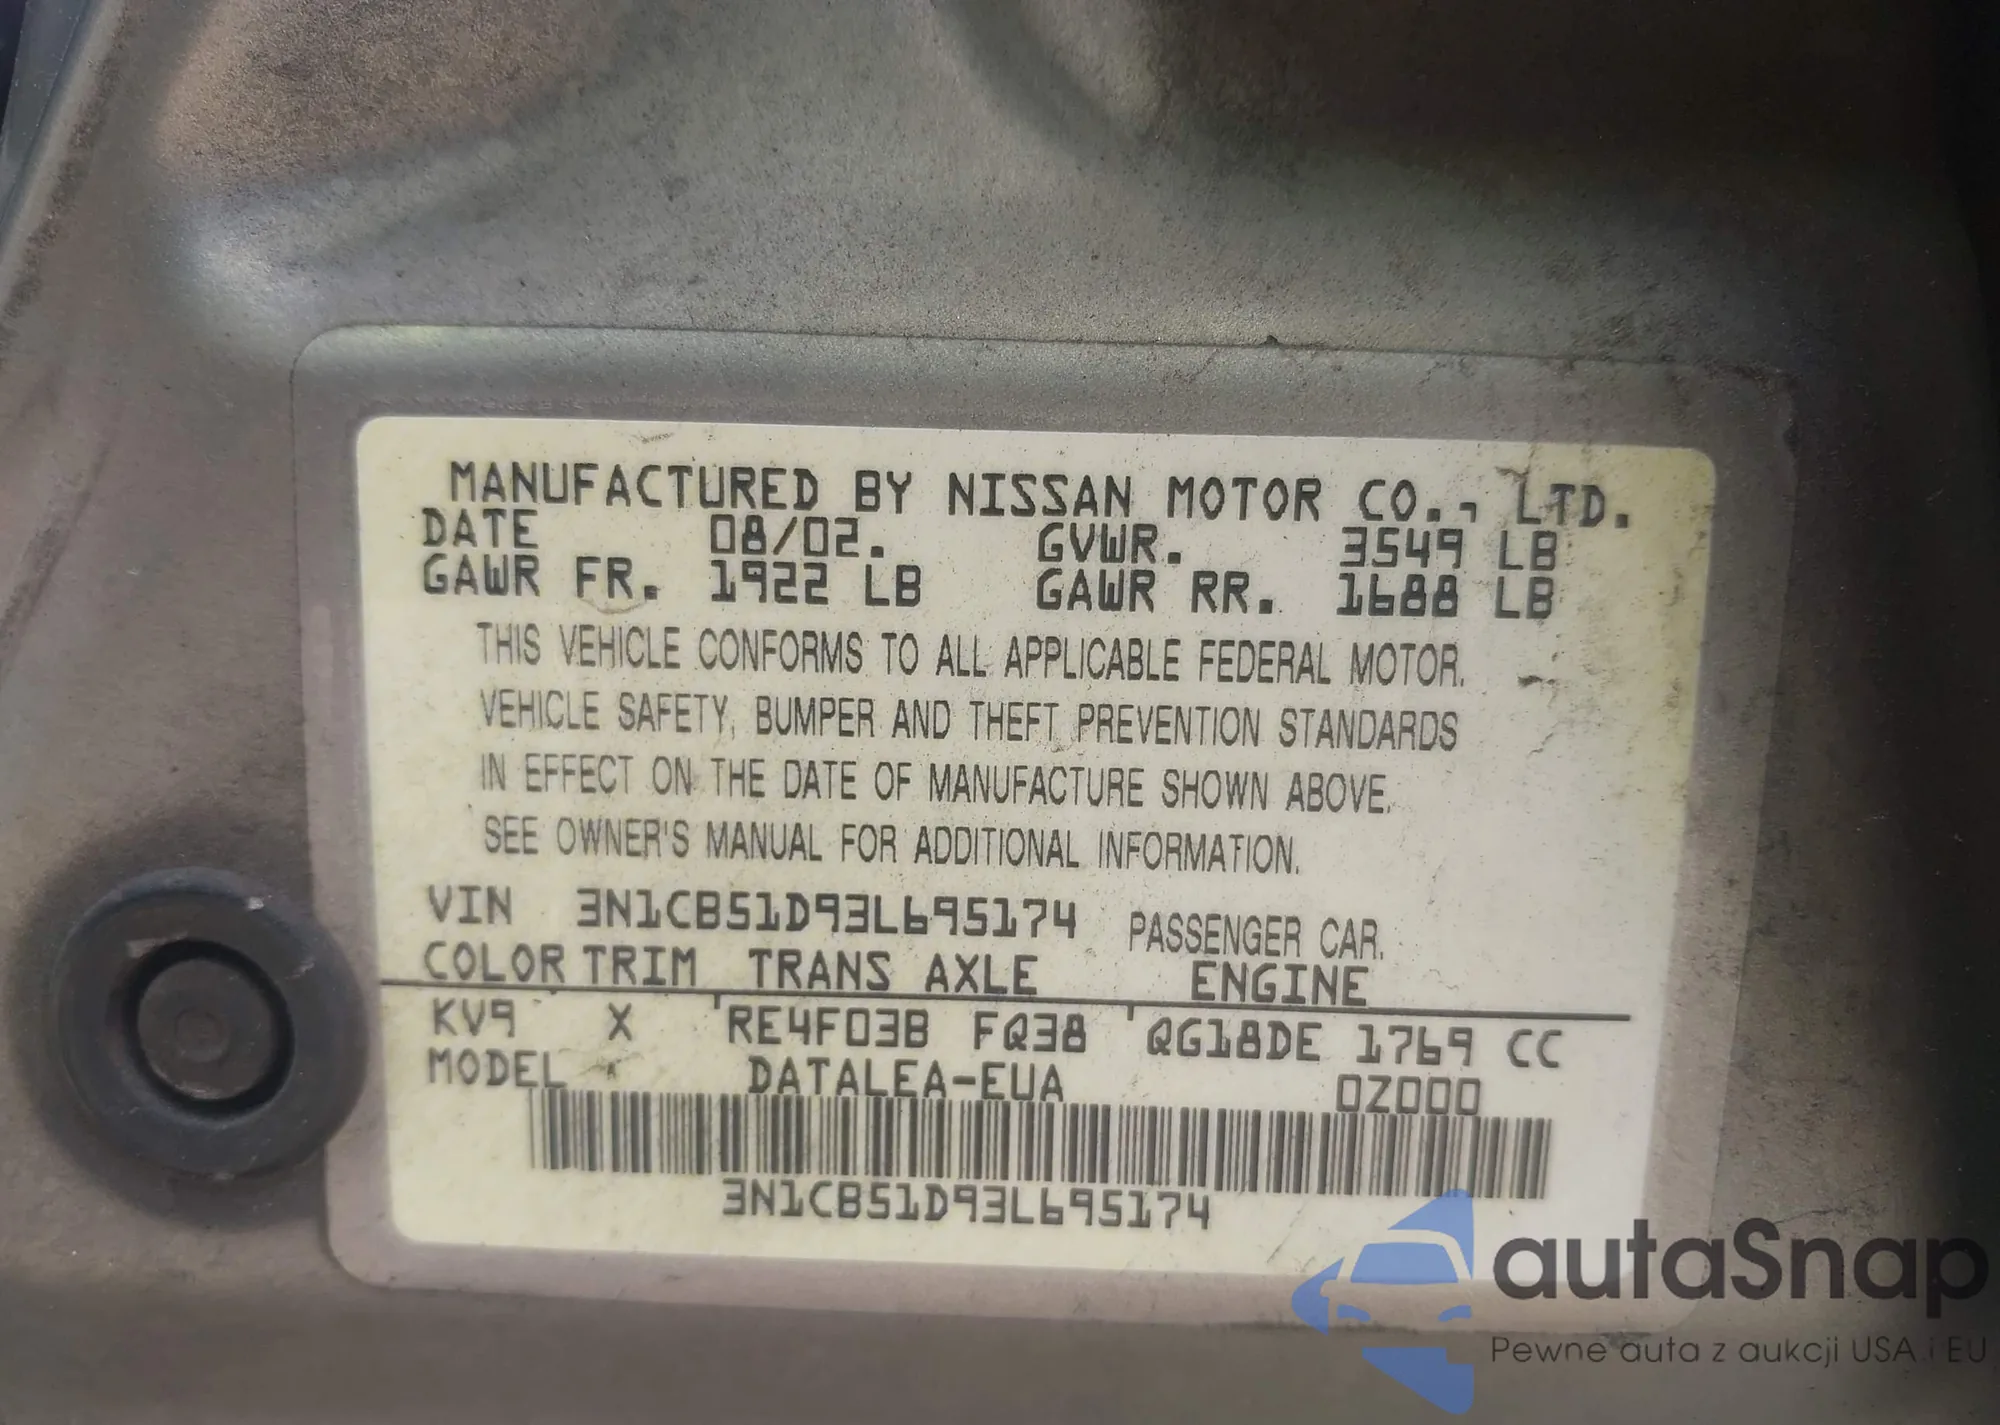 MANUFACTURED BY NISSAN MOTOR CO., LTD.
DATE 08/02. GVWR. 3549 LB
GAWR FR. 1922 LB GAWR RR. 1688 LB
THIS VEHICLE CONFORMS TO ALL APPLICABLE FEDERAL MOTOR.
VEHICLE SAFETY, BUMPER AND THEFT PREVENTION STANDARDS
IN EFFECT ON THE DATE OF MANUFACTURE SHOWN ABOVE.
SEE OWNER'S MANUAL FOR ADDITIONAL INFORMATION.
VIN 3N1CB51D93L695174 PASSENGER CAR.
COLOR TRIM TRANS AXLE ENGINE
KV9 X RE4F03B FQ38 QG18DE 1769 CC
MODEL DATALEA-EUA 0Z000
3N1CB51D93L695174
autaSnap
Pewne auta z aukcji USA i EU